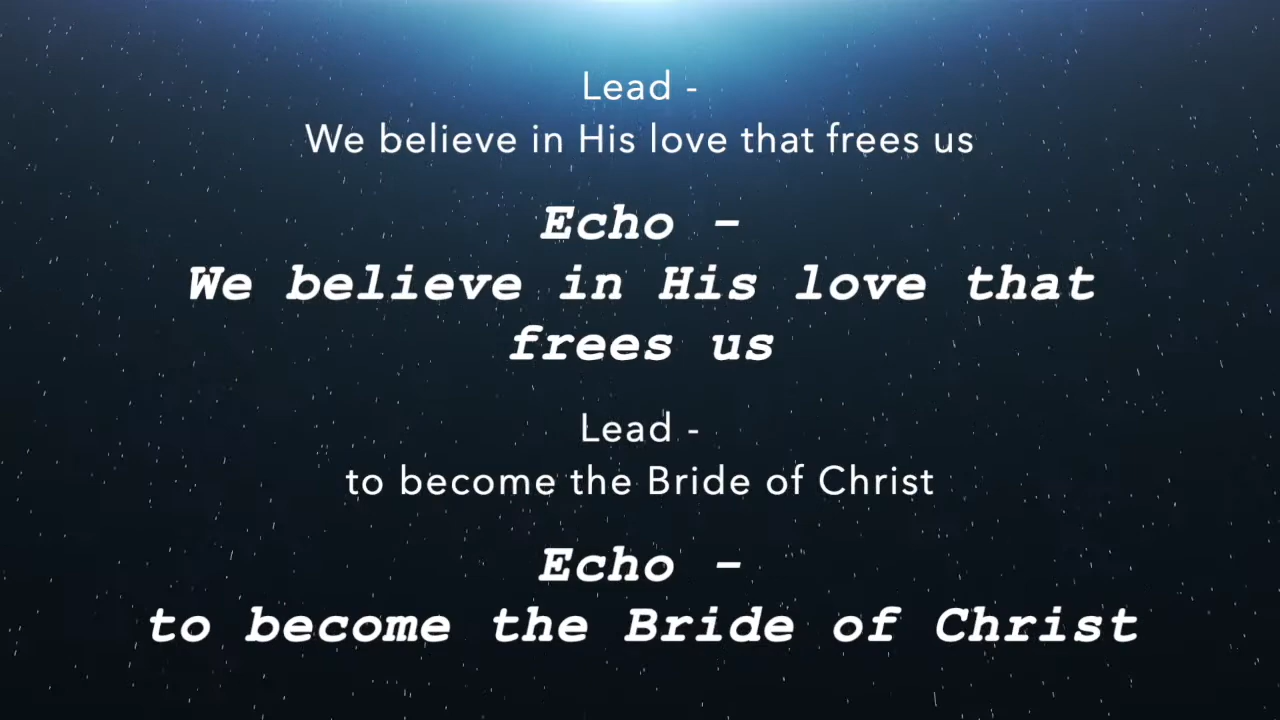 Lead -
We believe in His love that frees us
Echo -
We believe in His love that
frees us
Lead -
to become the Bride of Christ
Echo -
to become the Bride of Christ